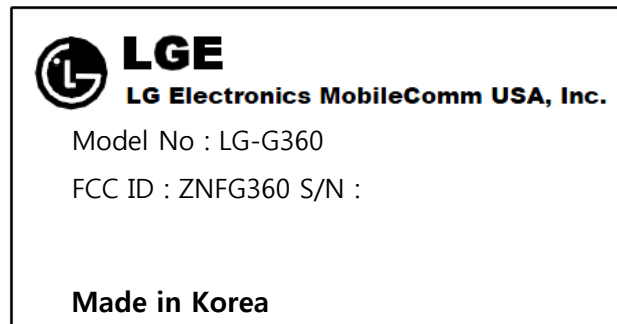 LGE
LG Electronics MobileComm USA, Inc.
Model No : LG-G360
FCC ID : ZNFG360 S/N :
Made in Korea